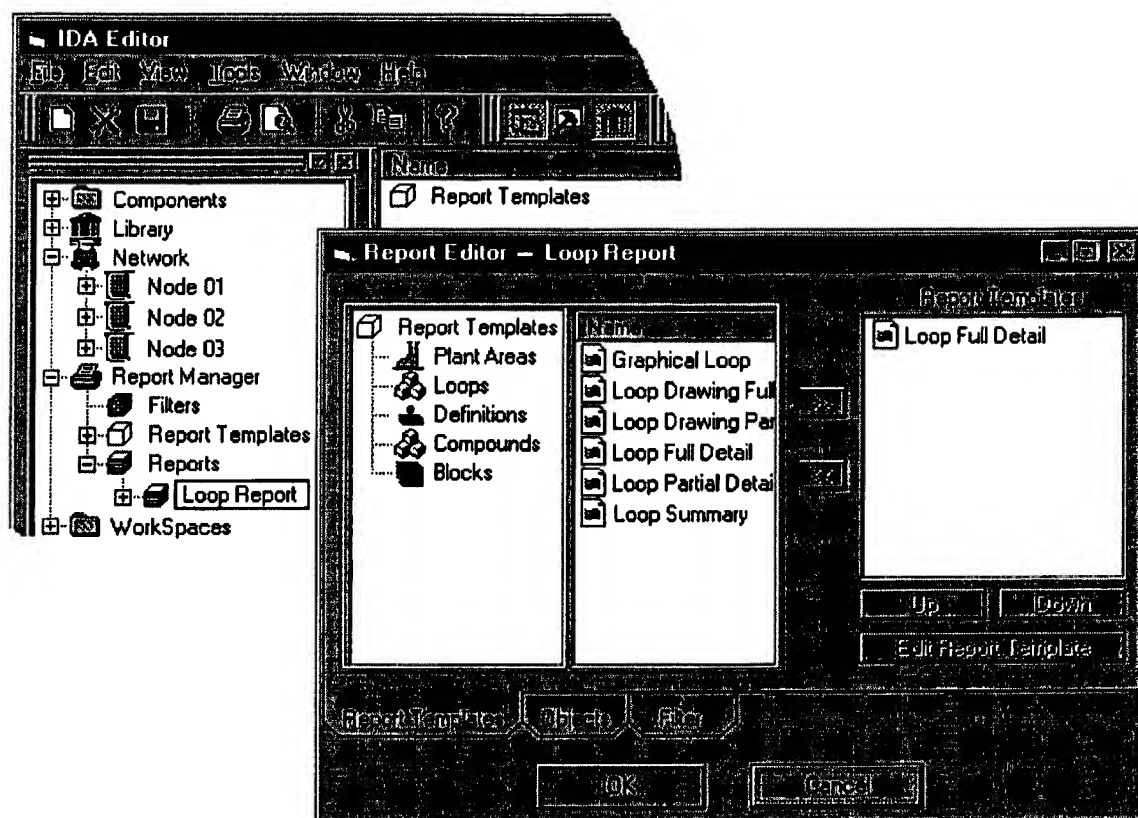 IDA Editor
File Edit View Tools Window Help
Name
Report Templates
Components
Library
Network
Node 01
Node 02
Node 03
Report Manager
Filters
Report Templates
Reports
Loop Report
WorkSpaces
Report Editor – Loop Report
Report Templates
Plant Areas
Loops
Definitions
Compounds
Blocks
Name
Graphical Loop
Loop Drawing Full
Loop Drawing Par
Loop Full Detail
Loop Partial Detai
Loop Summary
>>
<<
Report Templates
Loop Full Detail
Up Down
Edit Report Template
Report Templates Objects Filter
OK Cancel